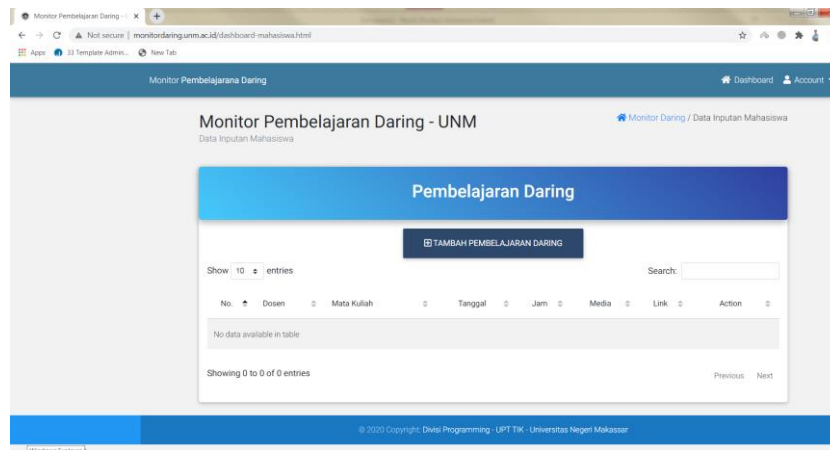 Monitor Pembelajaran Daring -
Not secure | monitordaring.unm.ac.id/dashboard-mahasiswa.html
Apps 33 Template Admin... New Tab
Monitor Pembelajarana Daring Dashboard Account
Monitor Pembelajaran Daring - UNM Monitor Daring / Data Inputan Mahasiswa
Data Inputan Mahasiswa
Pembelajaran Daring
TAMBAH PEMBELAJARAN DARING
Show 10 entries Search:
No. Dosen Mata Kuliah Tanggal Jam Media Link Action
No data available in table
Showing 0 to 0 of 0 entries Previous Next
© 2020 Copyright: Divisi Programming - UPT TIK - Universitas Negeri Makassar